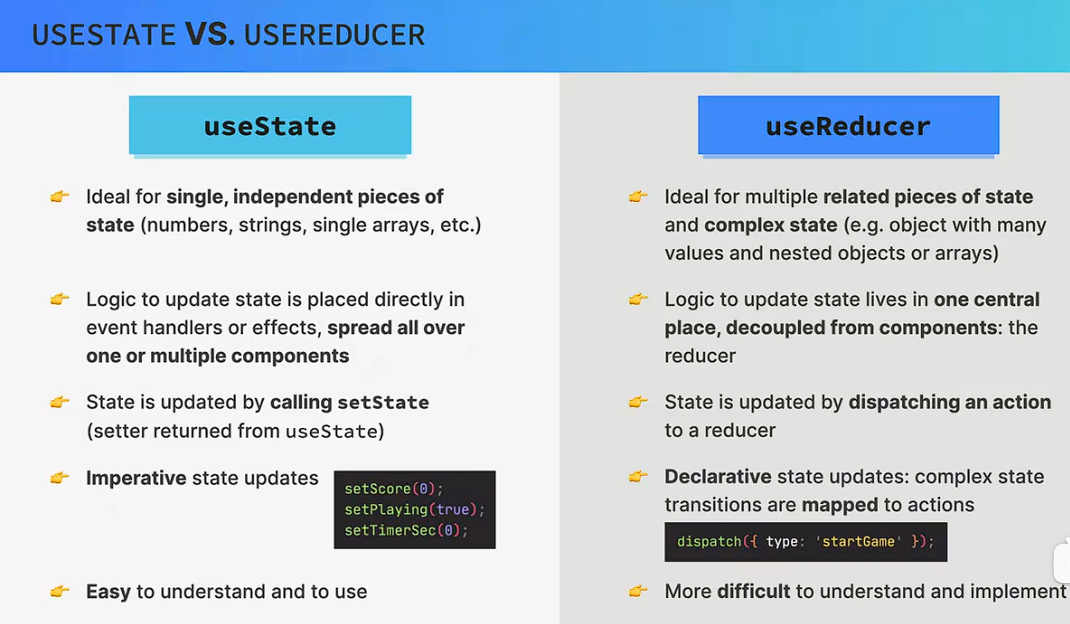 USESTATE VS. USEREDUCER
useState
👉 Ideal for single, independent pieces of
state (numbers, strings, single arrays, etc.)
👉 Logic to update state is placed directly in
event handlers or effects, spread all over
one or multiple components
👉 State is updated by calling setState
(setter returned from useState)
👉 Imperative state updates
setScore(0);
setPlaying(true);
setTimerSec(0);
👉 Easy to understand and to use
useReducer
👉 Ideal for multiple related pieces of state
and complex state (e.g. object with many
values and nested objects or arrays)
👉 Logic to update state lives in one central
place, decoupled from components: the
reducer
👉 State is updated by dispatching an action
to a reducer
👉 Declarative state updates: complex state
transitions are mapped to actions
dispatch({ type: 'startGame' });
👉 More difficult to understand and implement